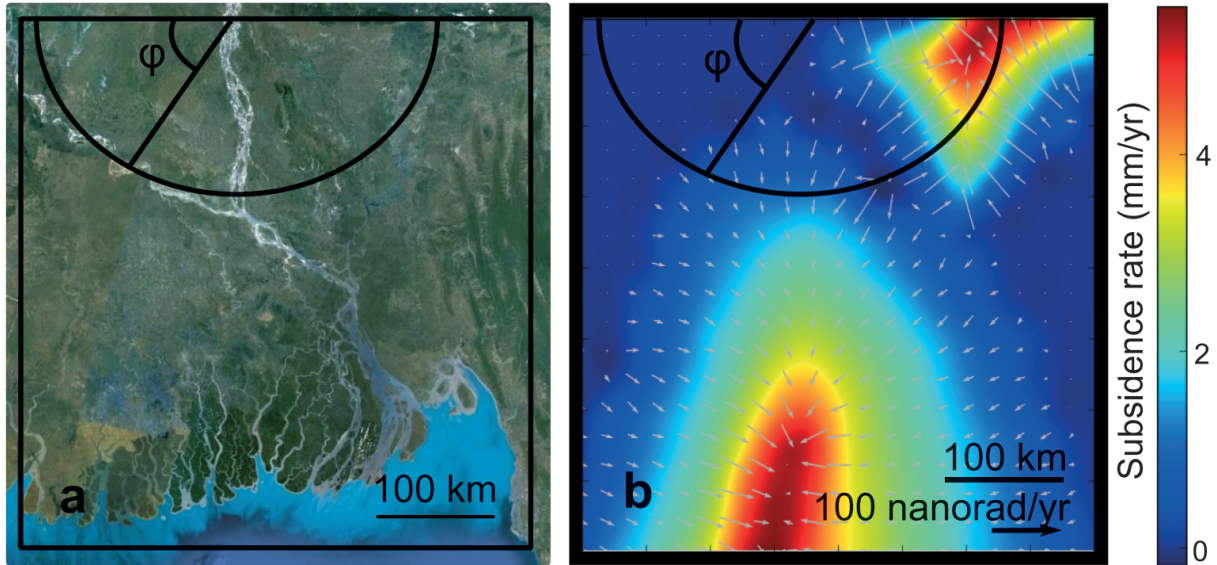 φ
a
100 km
φ
b
100 km
100 nanorad/yr
Subsidence rate (mm/yr)
4
2
0